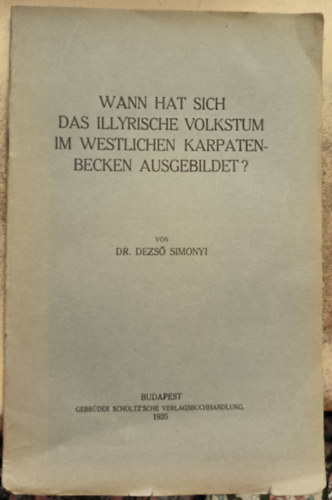 WANN HAT SICH
DAS ILLYRISCHE VOLKSTUM
IM WESTLICHEN KARPATEN-
BECKEN AUSGEBILDET?
VON
DR. DEZSŐ SIMONYI
BUDAPEST
GEBRÜDER SCHOLTZ'SCHE VERLAGSBUCHHANDLUNG.
1935